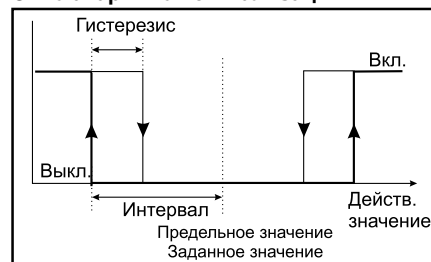 Гистерезис
Вкл.
Выкл.
Интервал
Действ.
значение
Предельное значение
Заданное значение